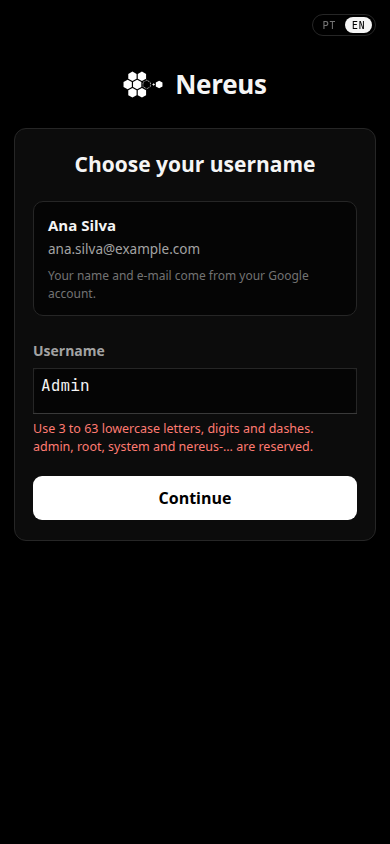 PT EN
Nereus
Choose your username
Ana Silva
ana.silva@example.com
Your name and e-mail come from your Google
account.
Username
Admin
Use 3 to 63 lowercase letters, digits and dashes.
admin, root, system and nereus-... are reserved.
Continue